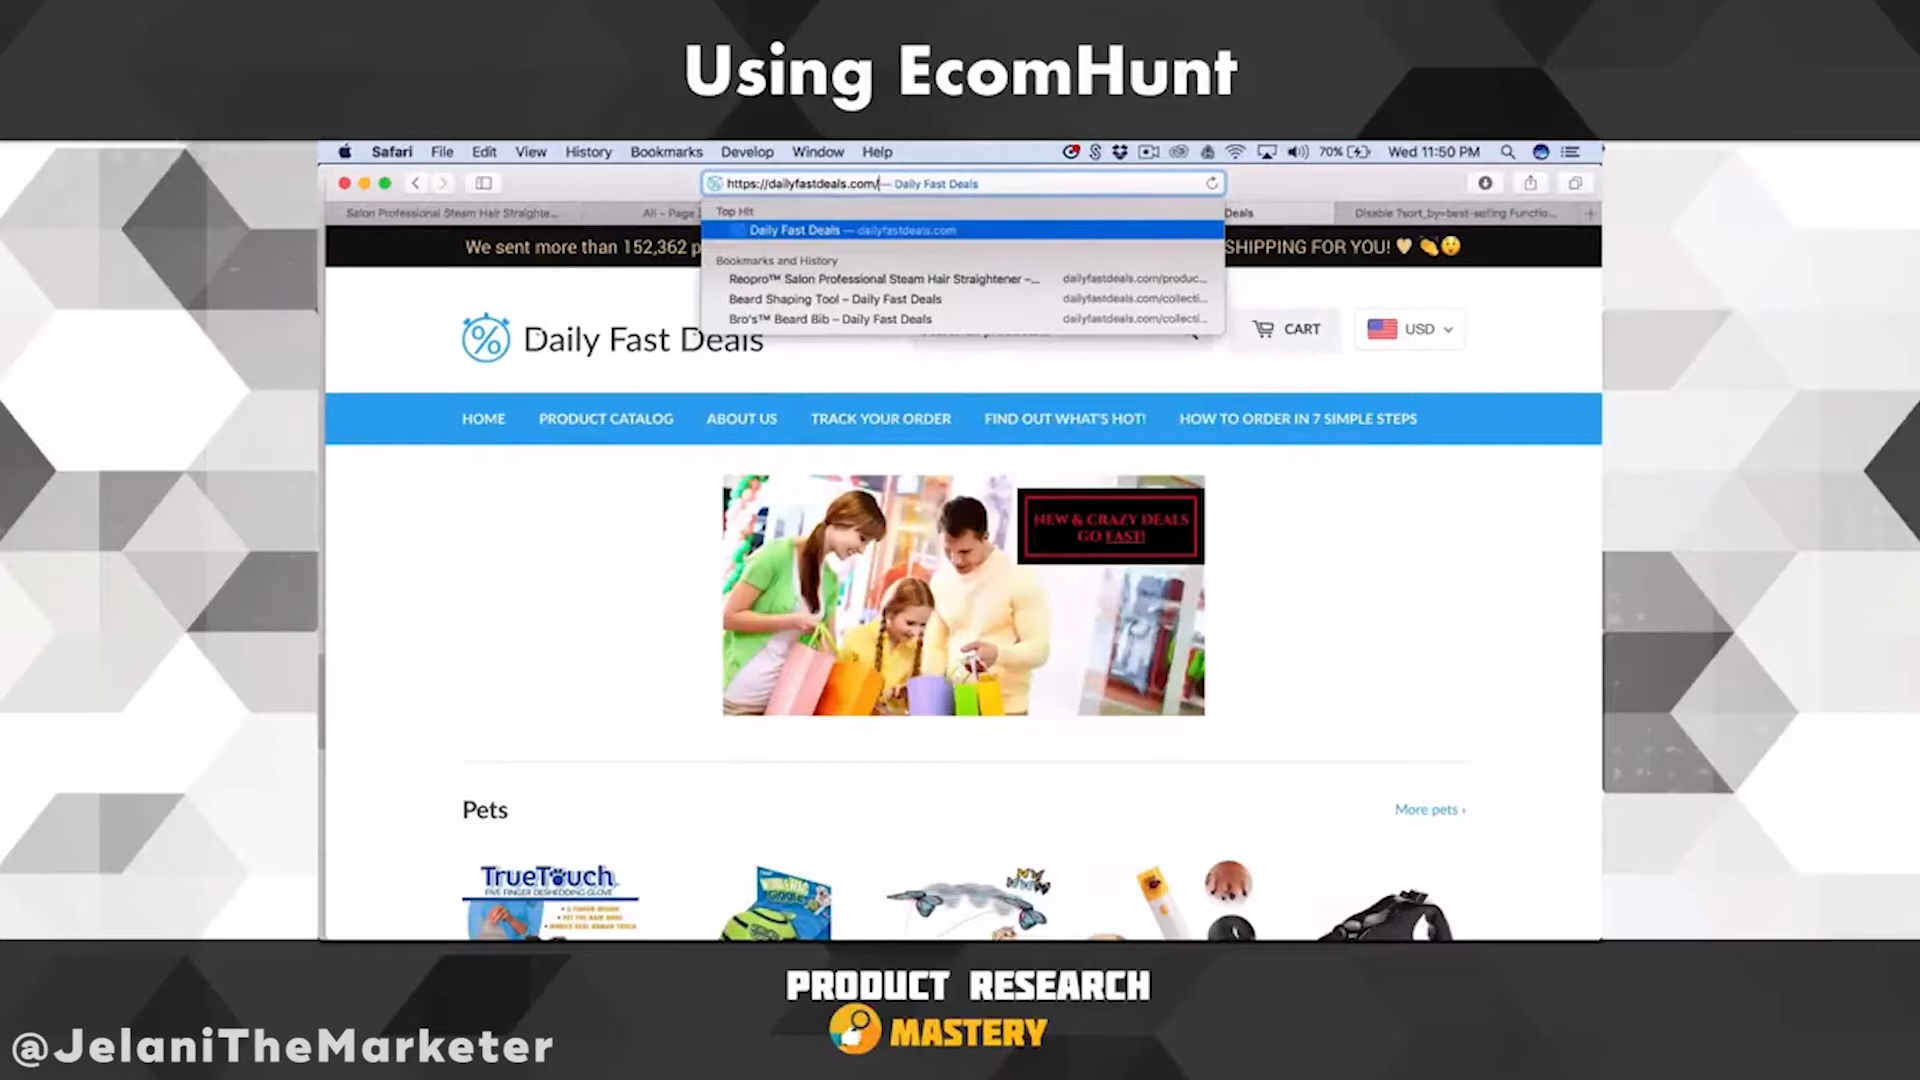 Using EcomHunt
Safari File Edit View History Bookmarks Develop Window Help 70% Wed 11:50 PM
https://dailyfastdeals.com/ — Daily Fast Deals
Salon Professional Steam Hair Straighte...
All - Page
Deals
Disable ?sort_by=best-selling Functio...
Top Hit
Daily Fast Deals — dailyfastdeals.com
Bookmarks and History
Reopro™ Salon Professional Steam Hair Straightener –... dailyfastdeals.com/produc...
Beard Shaping Tool – Daily Fast Deals dailyfastdeals.com/collecti...
Bro's™ Beard Bib – Daily Fast Deals dailyfastdeals.com/collecti...
We sent more than 152,362 p
SHIPPING FOR YOU!
Daily Fast Deals
CART
USD
HOME PRODUCT CATALOG ABOUT US TRACK YOUR ORDER FIND OUT WHAT'S HOT! HOW TO ORDER IN 7 SIMPLE STEPS
NEW & CRAZY DEALS
GO FAST!
Pets
More pets ›
TrueTouch
FIVE FINGER DESHEDDING GLOVE
PRODUCT RESEARCH
MASTERY
@JelaniTheMarketer